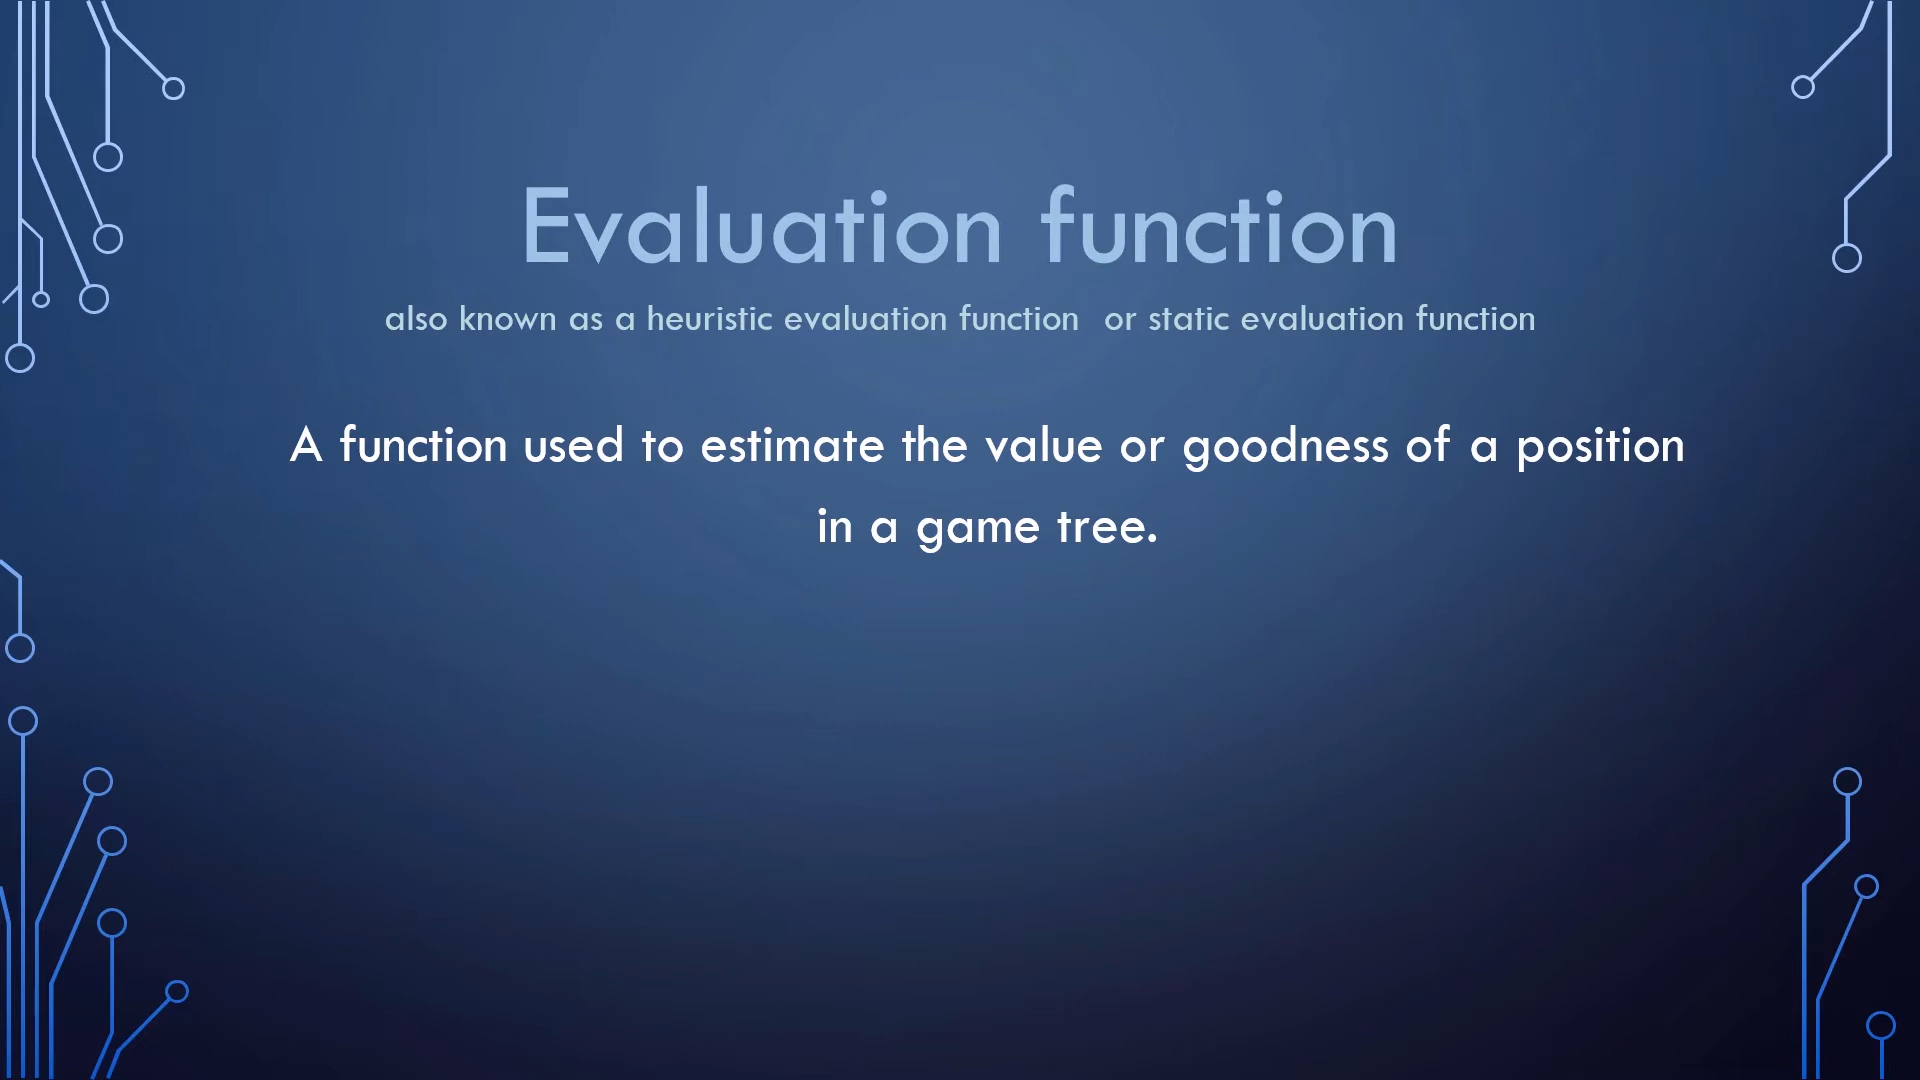 Evaluation function
also known as a heuristic evaluation function or static evaluation function
A function used to estimate the value or goodness of a position
in a game tree.